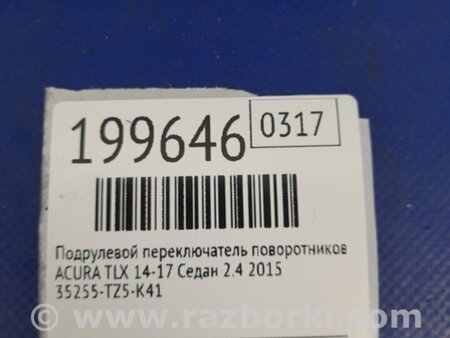 199646
0317
Подрулевой переключатель поворотников
ACURA TLX 14-17 Седан 2.4 2015
35255-TZ5-K41
www.razborki.com